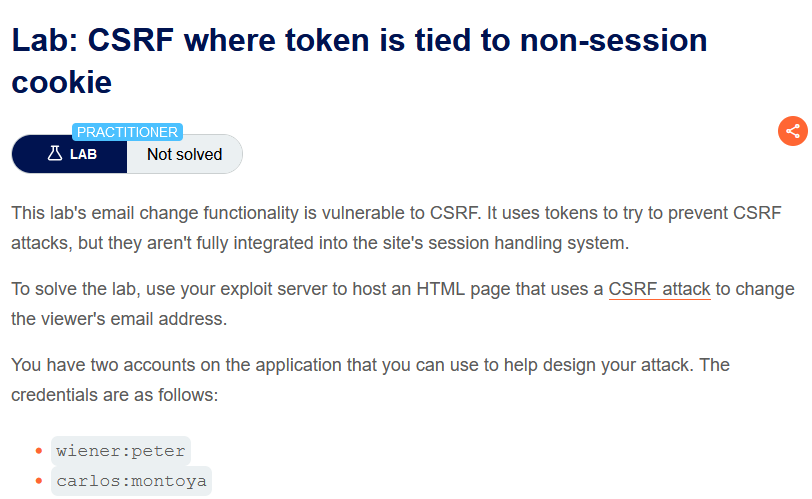 Lab: CSRF where token is tied to non-session
cookie
PRACTITIONER
LAB
Not solved
This lab's email change functionality is vulnerable to CSRF. It uses tokens to try to prevent CSRF
attacks, but they aren't fully integrated into the site's session handling system.
To solve the lab, use your exploit server to host an HTML page that uses a CSRF attack to change
the viewer's email address.
You have two accounts on the application that you can use to help design your attack. The
credentials are as follows:
wiener:peter
carlos:montoya